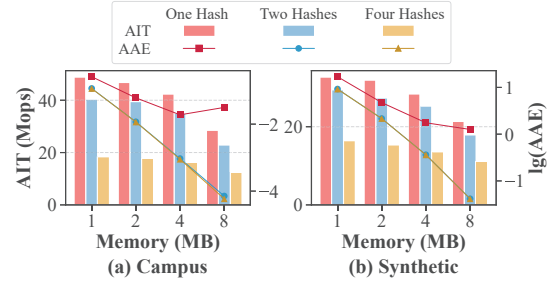 One Hash Two Hashes Four Hashes
AIT
AAE
AIT (Mops)
40
20
0
−2
−4
1 2 4 8
Memory (MB)
(a) Campus
20
0
1
0
−1
lg(AAE)
1 2 4 8
Memory (MB)
(b) Synthetic